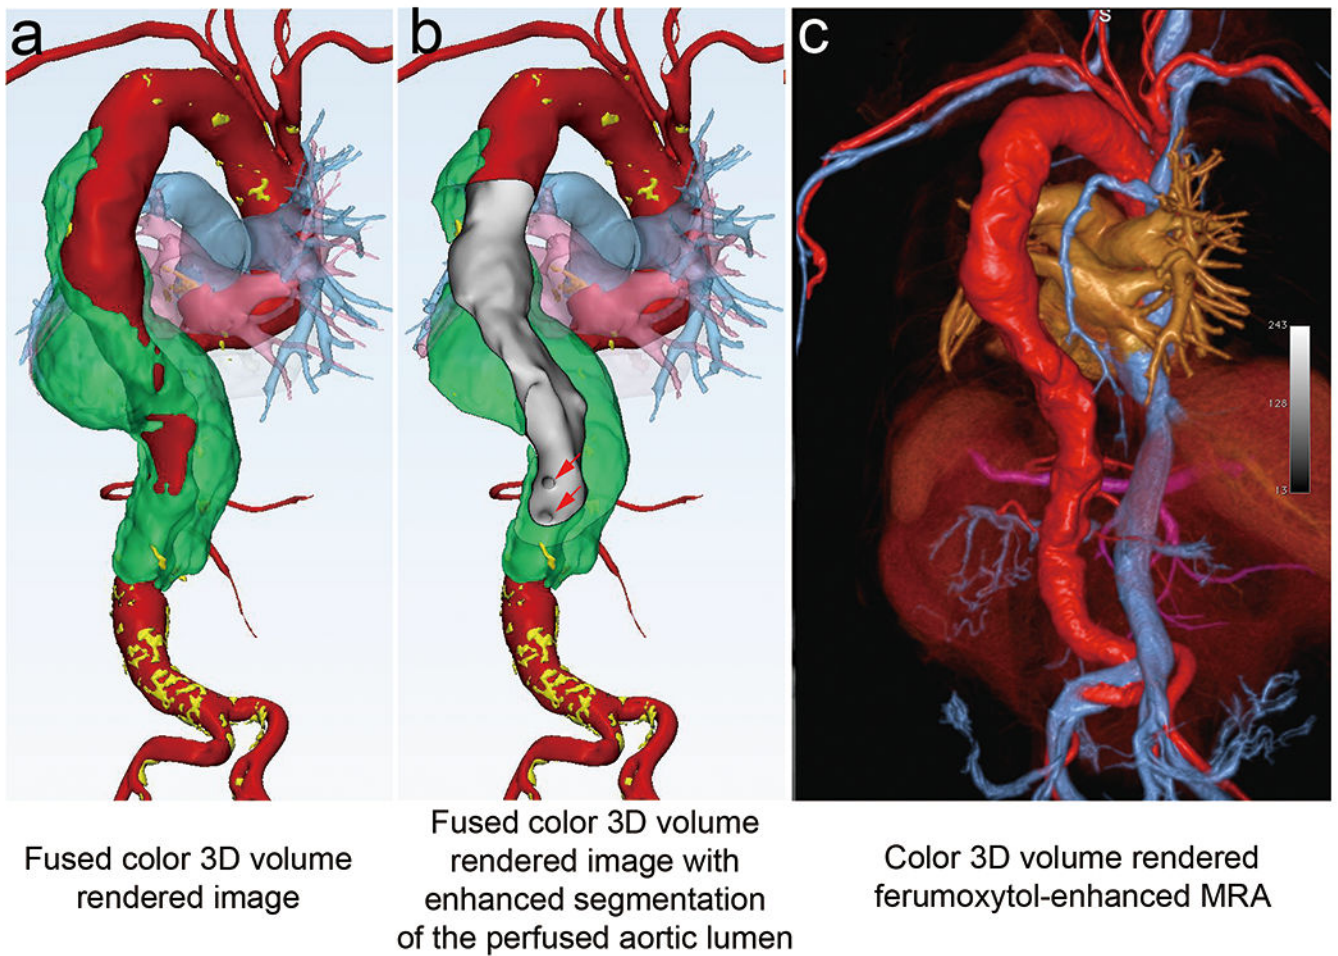 a
b
c
S
243
128
13
Fused color 3D volume
rendered image
Fused color 3D volume
rendered image with
enhanced segmentation
of the perfused aortic lumen
Color 3D volume rendered
ferumoxytol-enhanced MRA